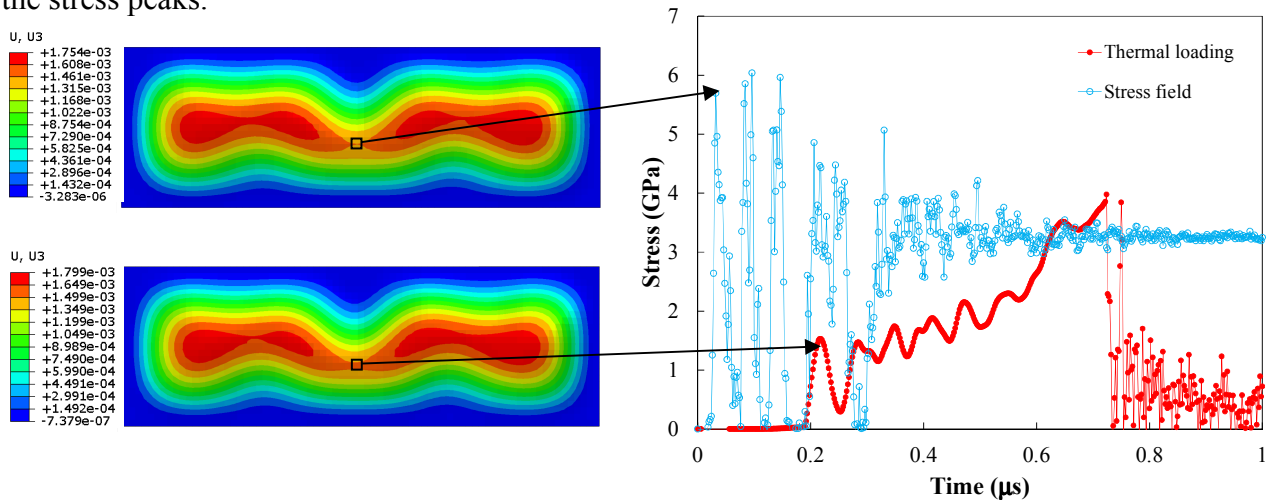 the stress peaks.
U, U3
+1.754e-03
+1.608e-03
+1.461e-03
+1.315e-03
+1.168e-03
+1.022e-03
+8.754e-04
+7.290e-04
+5.825e-04
+4.361e-04
+2.896e-04
+1.432e-04
-3.283e-06
U, U3
+1.799e-03
+1.649e-03
+1.499e-03
+1.349e-03
+1.199e-03
+1.049e-03
+8.989e-04
+7.490e-04
+5.990e-04
+4.491e-04
+2.991e-04
+1.492e-04
-7.379e-07
7
6
5
4
3
2
1
0
Stress (GPa)
Thermal loading
Stress field
0 0.2 0.4 0.6 0.8 1
Time (μs)